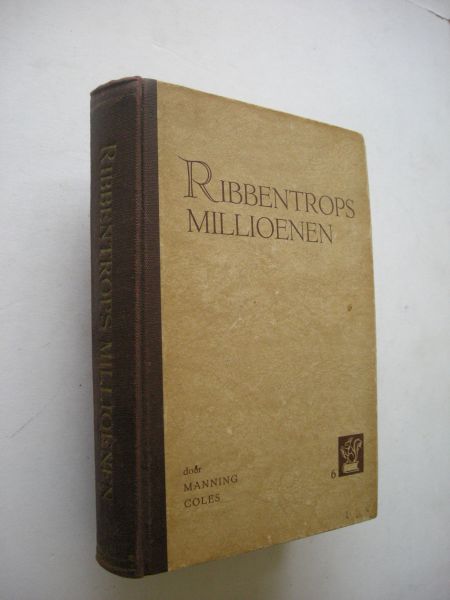 RIBBENTROPS MILLIOENEN
RIBBENTROPS
MILLIOENEN
door
MANNING
COLES
6